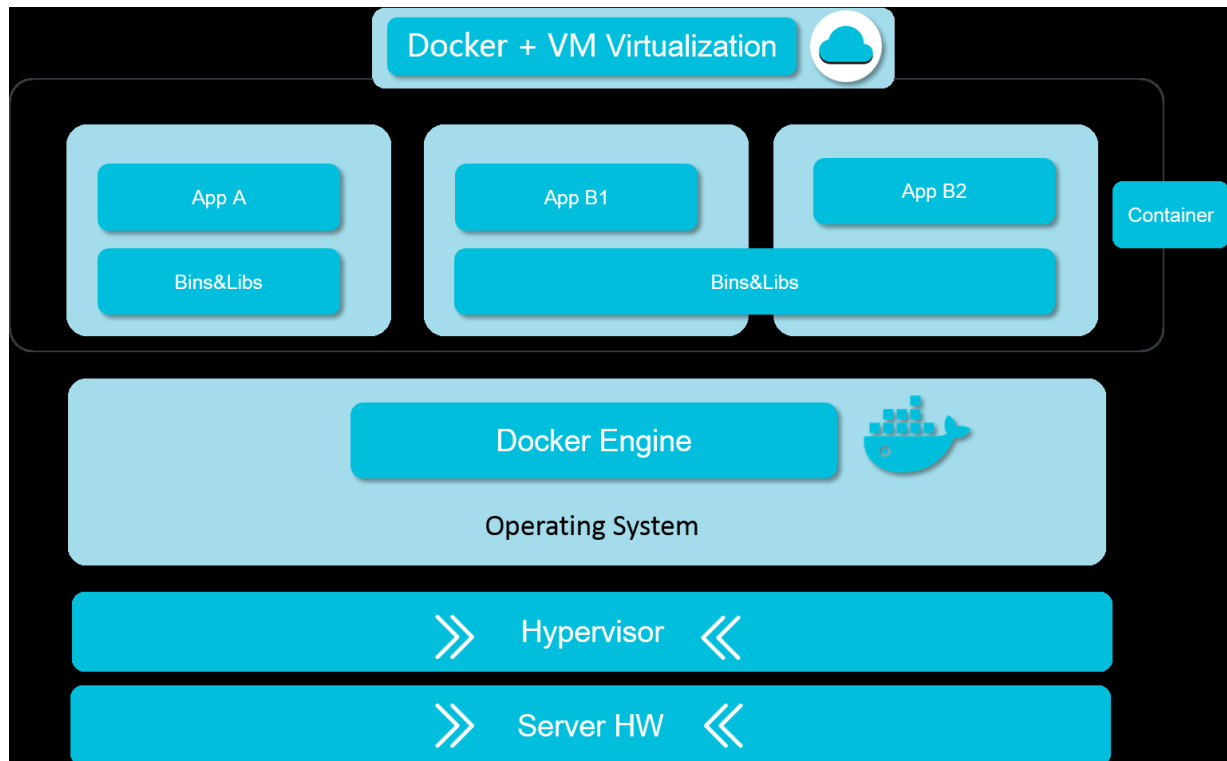 Docker + VM Virtualization
App A
App B1
App B2
Container
Bins&Libs
Bins&Libs
Docker Engine
Operating System
Hypervisor
Server HW